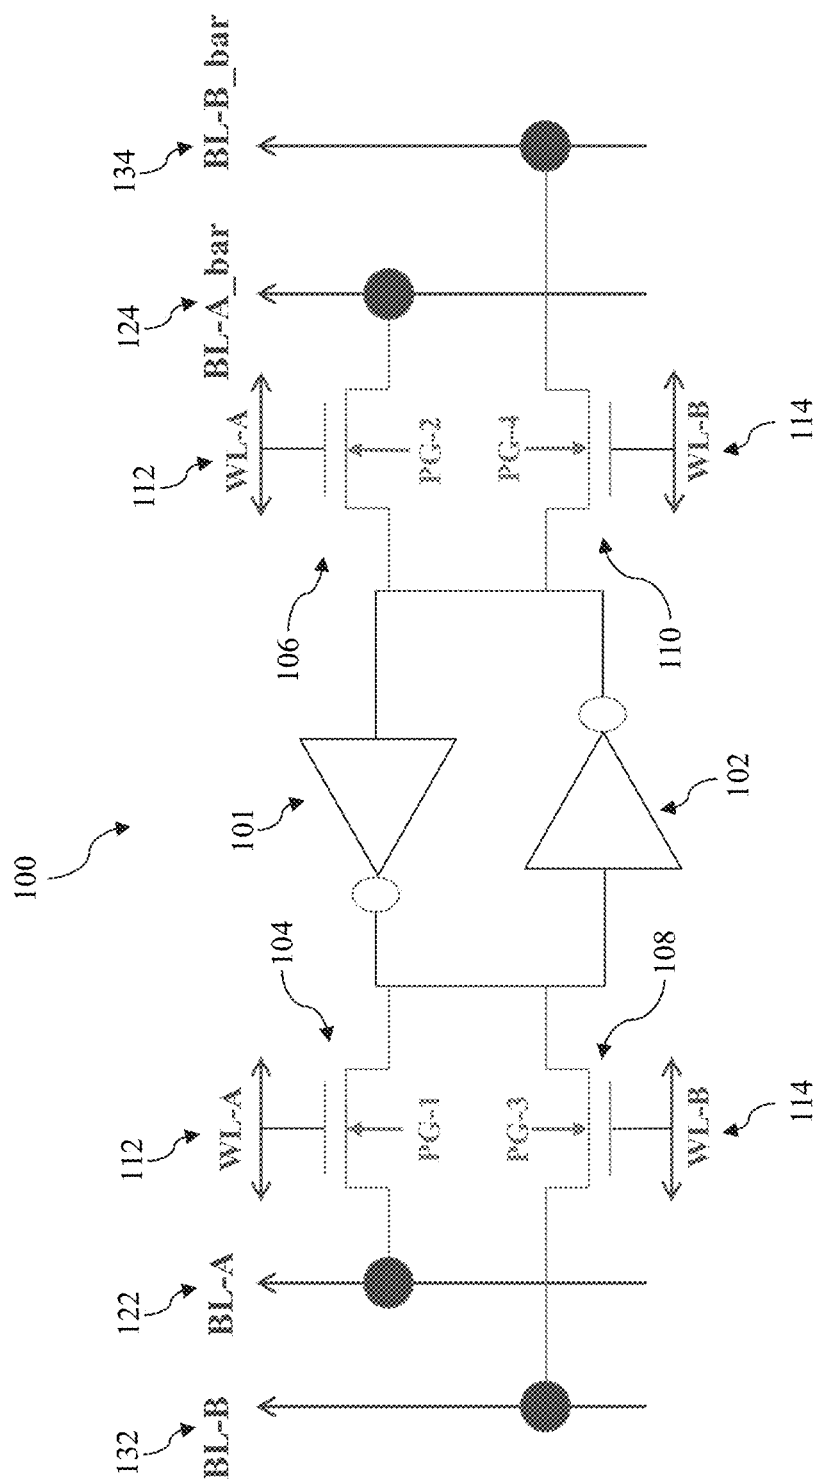 100
132
BL-B
122
BL-A
112
WL-A
104
101
106
112
WL-A
124
BL-A_bar
134
BL-B_bar
PG-1
PG-2
PG-3
PG-4
WL-B
114
108
102
110
WL-B
114